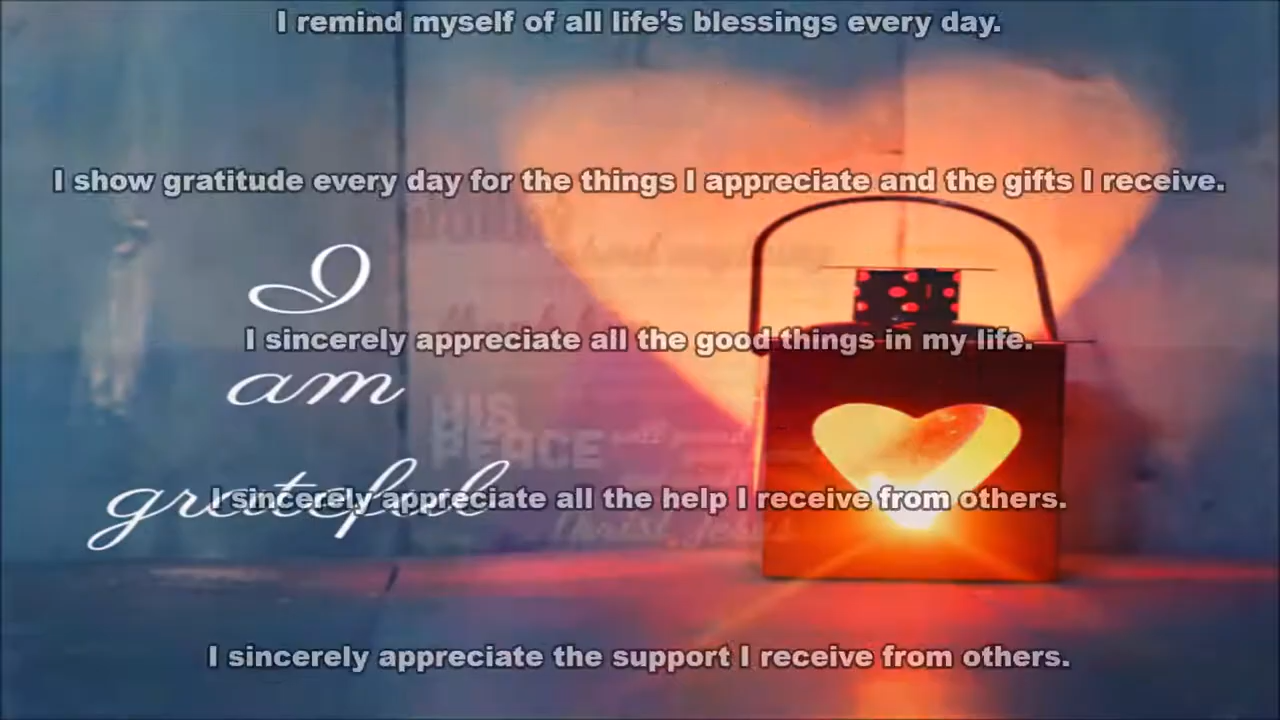 I remind myself of all life’s blessings every day.
I show gratitude every day for the things I appreciate and the gifts I receive.
I
I sincerely appreciate all the good things in my life.
am
HIS
PEACE
grateful
I sincerely appreciate all the help I receive from others.
Christ Jesus
I sincerely appreciate the support I receive from others.